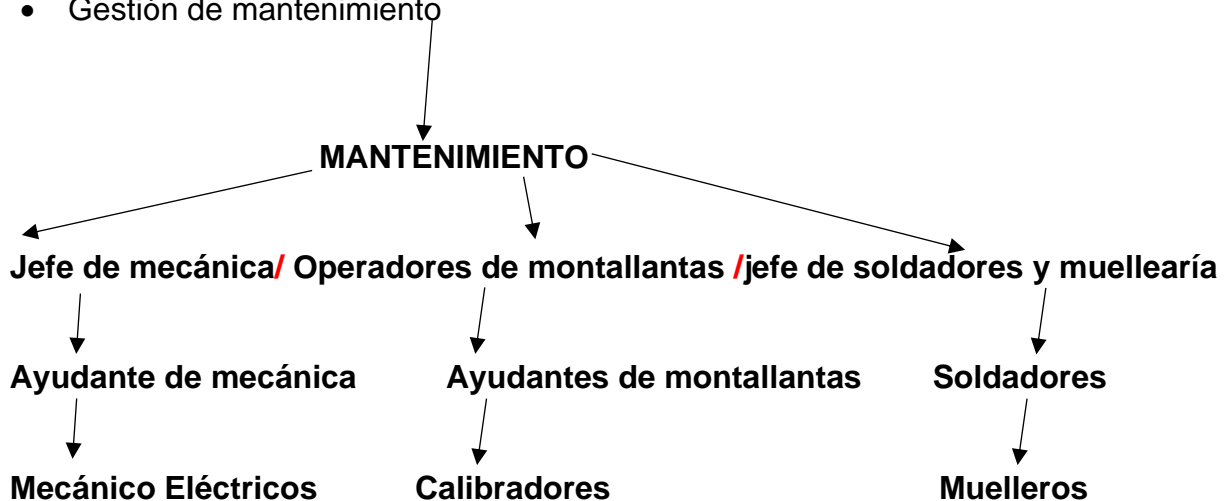 • Gestión de mantenimiento
MANTENIMIENTO
Jefe de mecánica/ Operadores de montallantas /jefe de soldadores y muellearía
Ayudante de mecánica Ayudantes de montallantas Soldadores
Mecánico Eléctricos Calibradores Muelleros